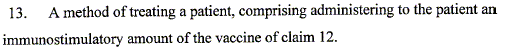 13. A method of treating a patient, comprising administering to the patient an
immunostimulatory amount of the vaccine of claim 12.